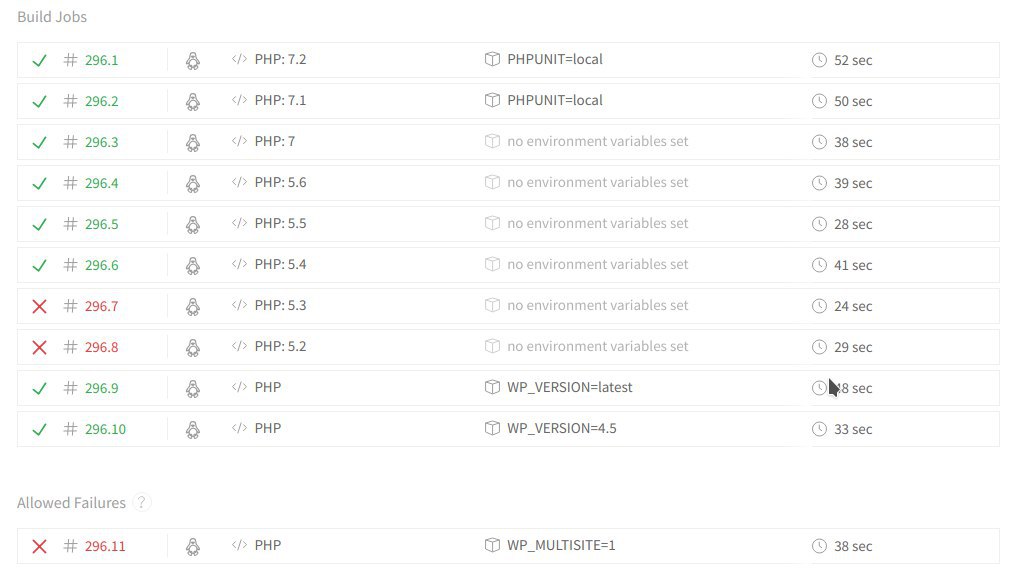 Build Jobs
# 296.1 </> PHP: 7.2 PHPUNIT=local 52 sec
# 296.2 </> PHP: 7.1 PHPUNIT=local 50 sec
# 296.3 </> PHP: 7 no environment variables set 38 sec
# 296.4 </> PHP: 5.6 no environment variables set 39 sec
# 296.5 </> PHP: 5.5 no environment variables set 28 sec
# 296.6 </> PHP: 5.4 no environment variables set 41 sec
# 296.7 </> PHP: 5.3 no environment variables set 24 sec
# 296.8 </> PHP: 5.2 no environment variables set 29 sec
# 296.9 </> PHP WP_VERSION=latest sec
# 296.10 </> PHP WP_VERSION=4.5 33 sec
Allowed Failures ?
# 296.11 </> PHP WP_MULTISITE=1 38 sec